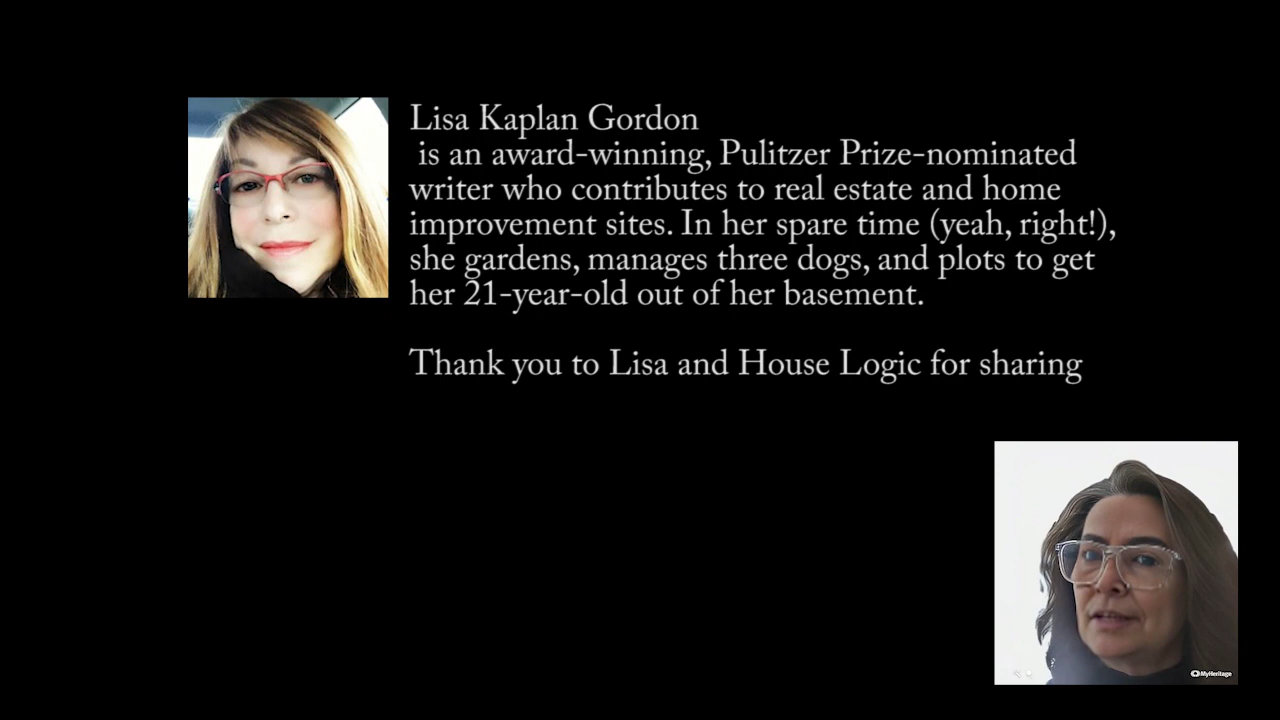 Lisa Kaplan Gordon
is an award-winning, Pulitzer Prize-nominated
writer who contributes to real estate and home
improvement sites. In her spare time (yeah, right!),
she gardens, manages three dogs, and plots to get
her 21-year-old out of her basement.
Thank you to Lisa and House Logic for sharing
MyHeritage